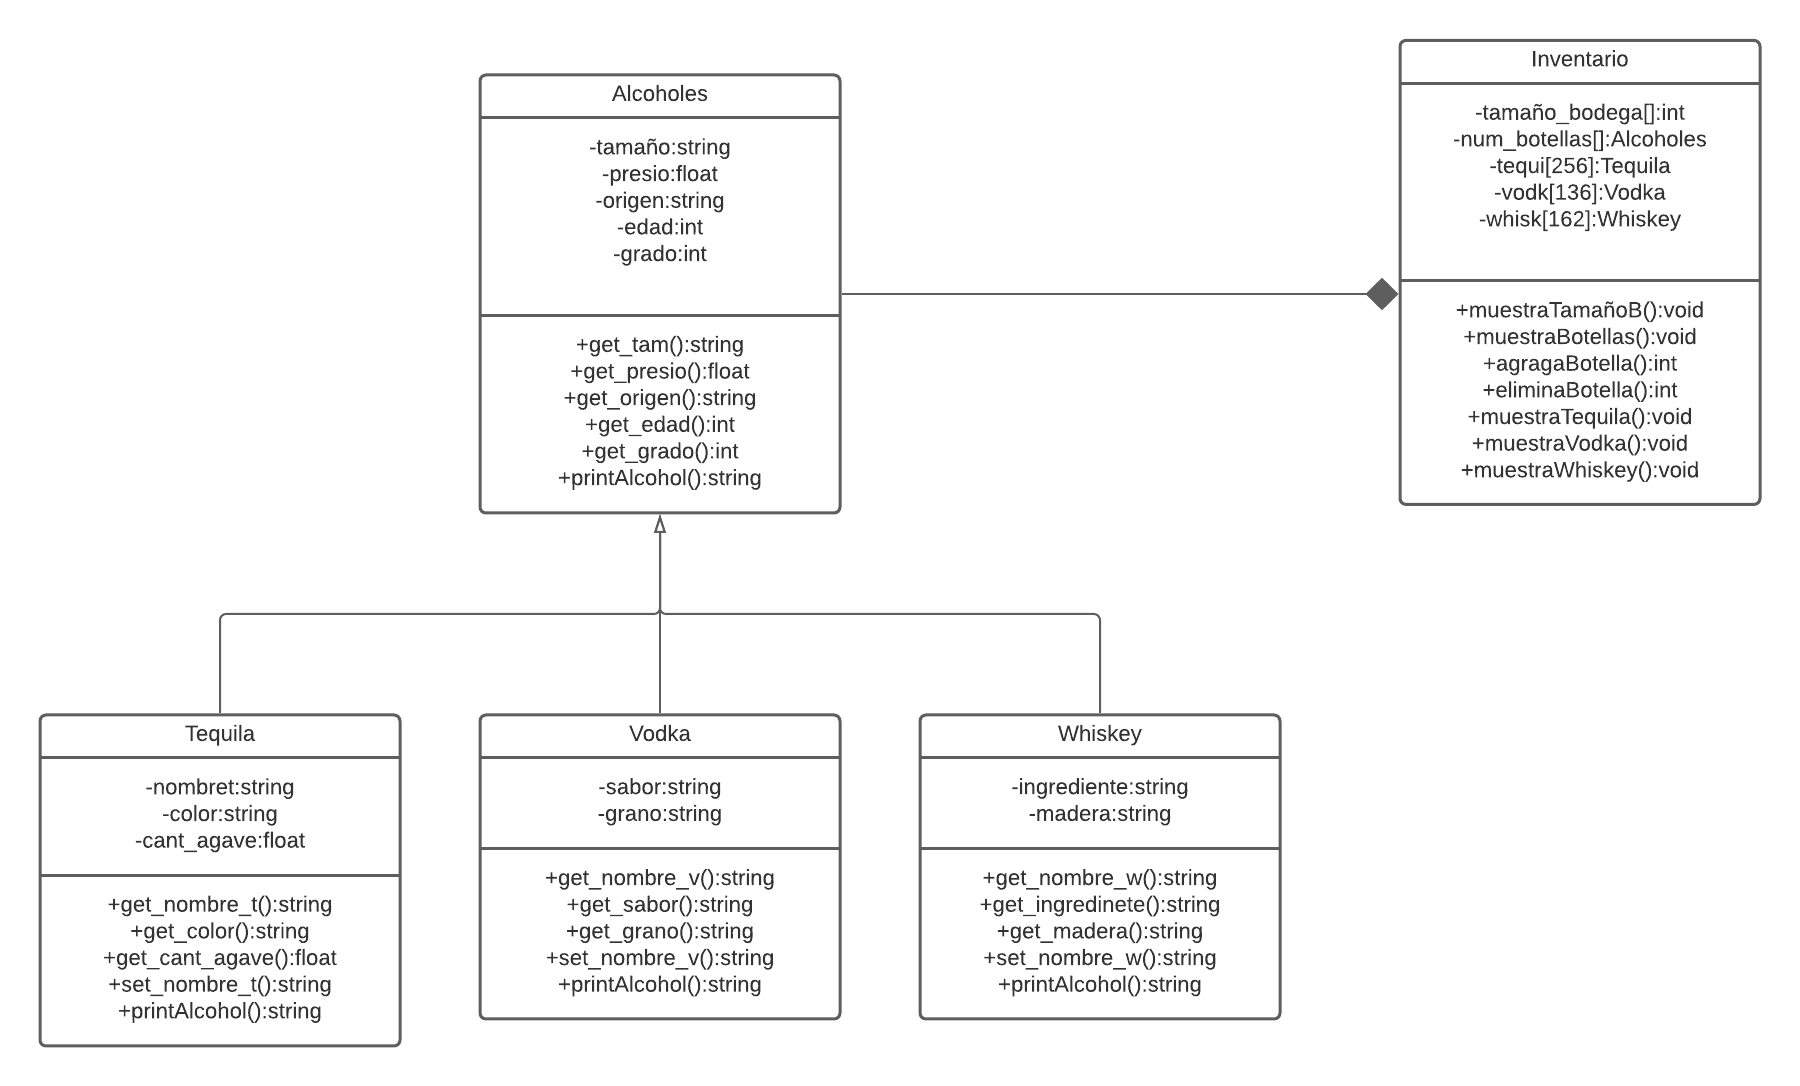 Alcoholes
-tamaño:string
-presio:float
-origen:string
-edad:int
-grado:int
+get_tam():string
+get_presio():float
+get_origen():string
+get_edad():int
+get_grado():int
+printAlcohol():string
Inventario
-tamaño_bodega[]:int
-num_botellas[]:Alcoholes
-tequi[256]:Tequila
-vodk[136]:Vodka
-whisk[162]:Whiskey
+muestraTamañoB():void
+muestraBotellas():void
+agragaBotella():int
+eliminaBotella():int
+muestraTequila():void
+muestraVodka():void
+muestraWhiskey():void
Tequila
-nombret:string
-color:string
-cant_agave:float
+get_nombre_t():string
+get_color():string
+get_cant_agave():float
+set_nombre_t():string
+printAlcohol():string
Vodka
-sabor:string
-grano:string
+get_nombre_v():string
+get_sabor():string
+get_grano():string
+set_nombre_v():string
+printAlcohol():string
Whiskey
-ingrediente:string
-madera:string
+get_nombre_w():string
+get_ingredinete():string
+get_madera():string
+set_nombre_w():string
+printAlcohol():string